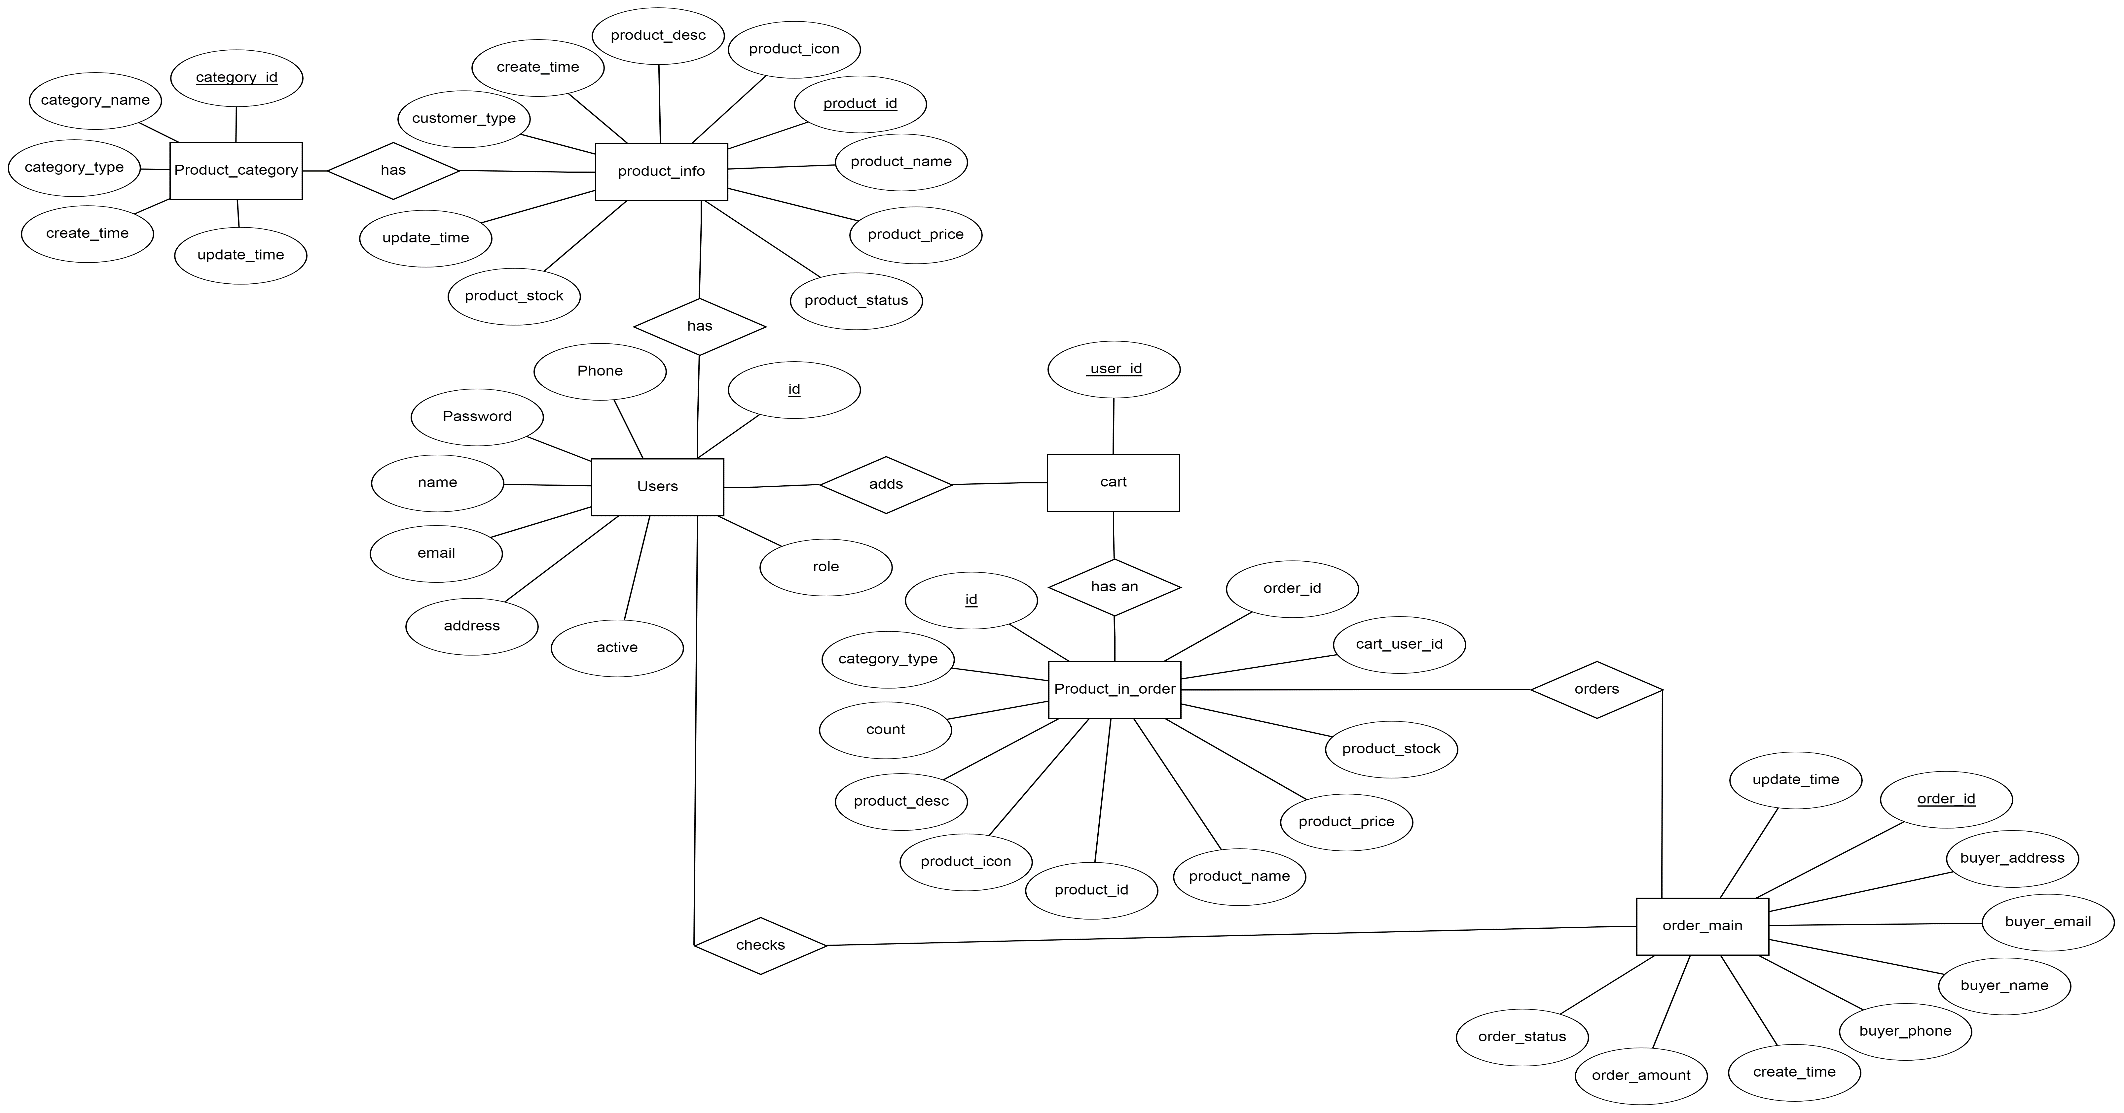 product_desc
product_icon
create_time
category_id
category_name
product_id
customer_type
product_name
category_type
Product_category
has
product_info
create_time
update_time
update_time
product_price
product_stock
product_status
has
Phone
id
user_id
Password
name
Users
adds
cart
email
role
has an
order_id
id
address
active
cart_user_id
category_type
Product_in_order
orders
count
product_stock
update_time
order_id
product_desc
product_price
buyer_address
product_icon
product_id
product_name
buyer_email
order_main
checks
buyer_name
buyer_phone
order_status
order_amount
create_time